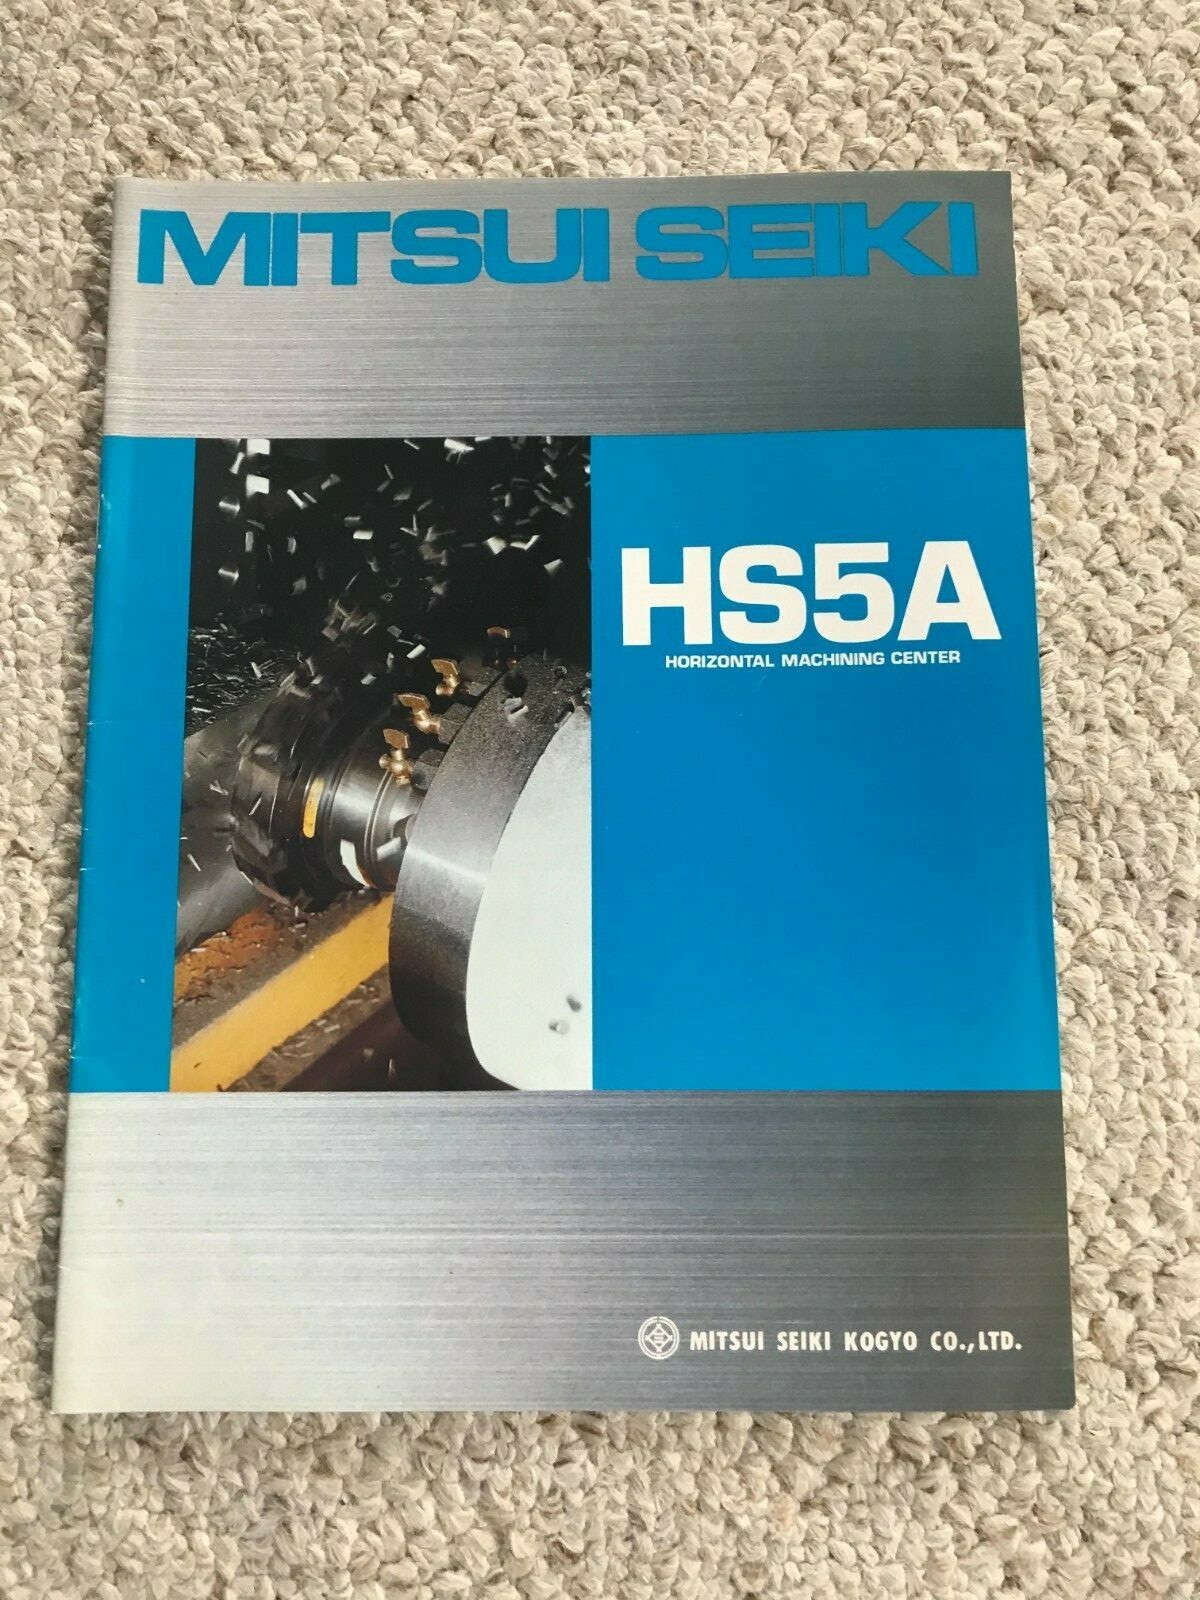 MITSUI SEIKI
HS5A
HORIZONTAL MACHINING CENTER
MITSUI SEIKI KOGYO CO.,LTD.